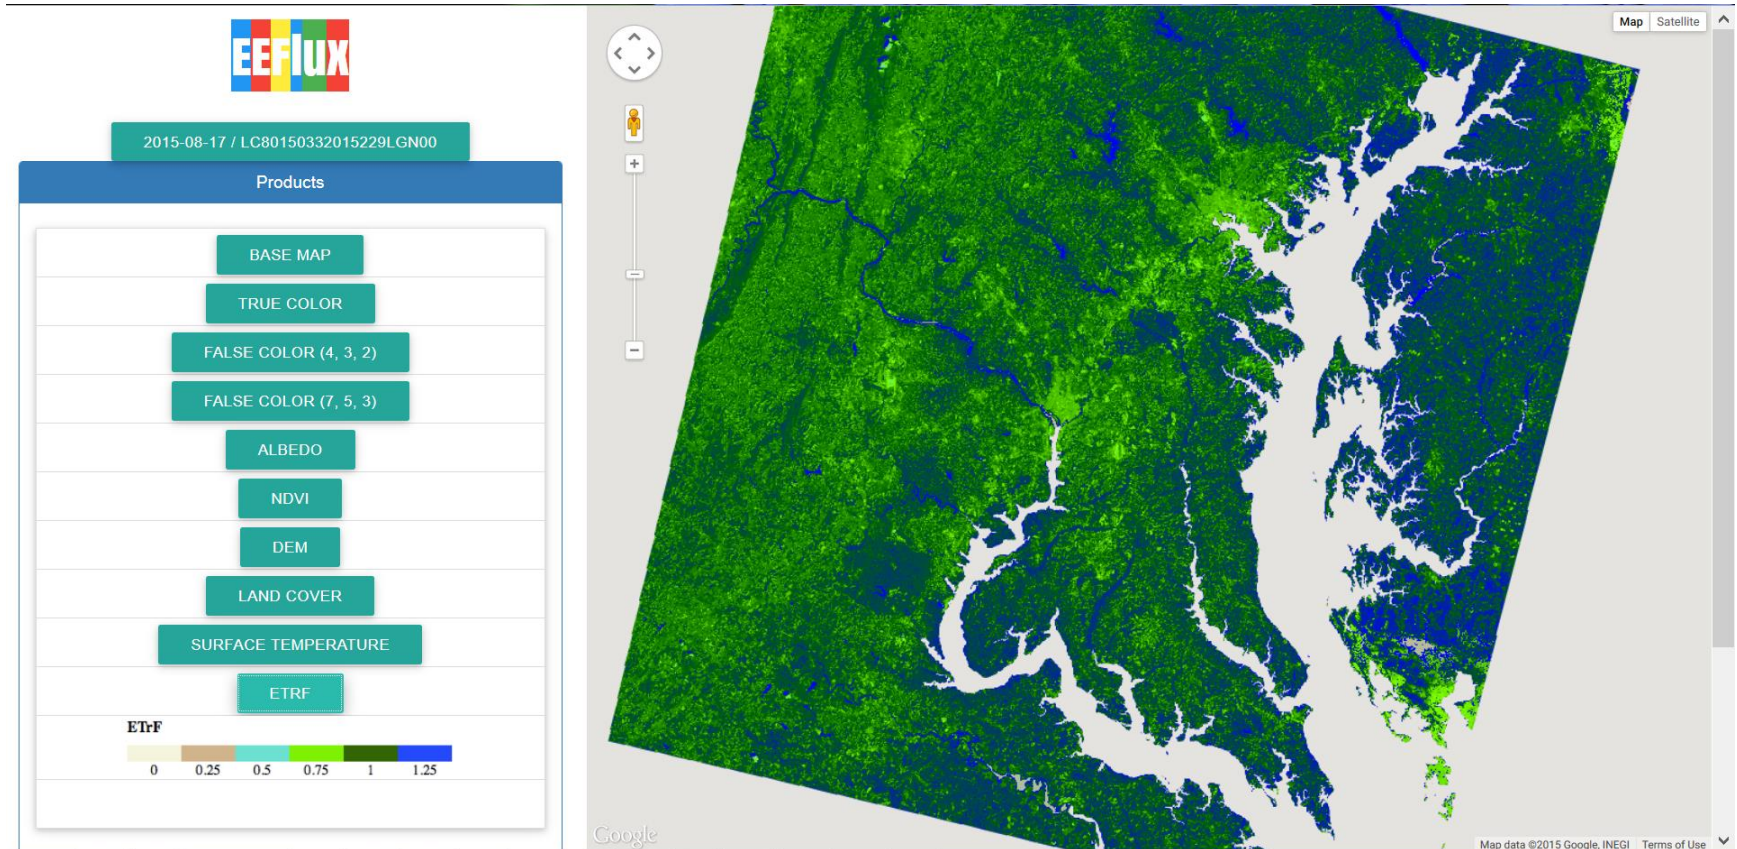 EEFlux
2015-08-17 / LC80150332015229LGN00
Products
BASE MAP
TRUE COLOR
FALSE COLOR (4, 3, 2)
FALSE COLOR (7, 5, 3)
ALBEDO
NDVI
DEM
LAND COVER
SURFACE TEMPERATURE
ETRF
ETrF
0 0.25 0.5 0.75 1 1.25
Map Satellite
Google
Map data ©2015 Google, INEGI Terms of Use